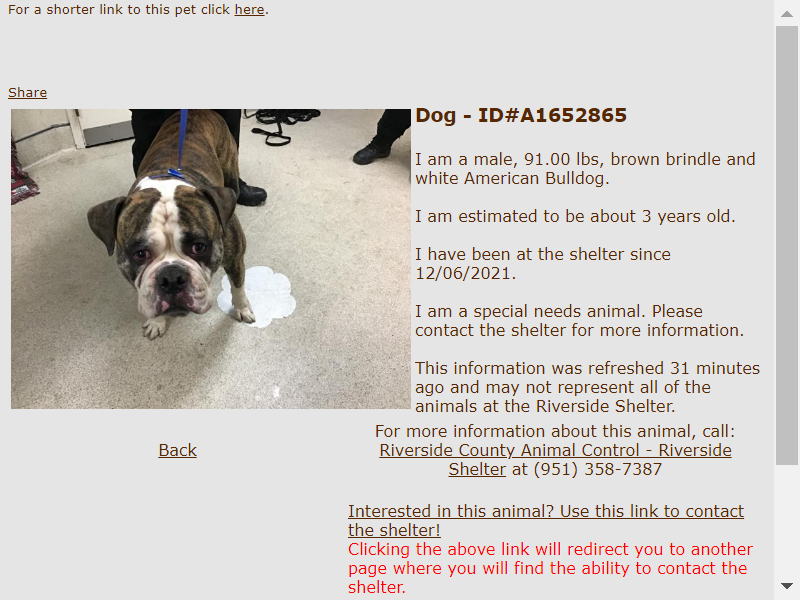 For a shorter link to this pet click here.
Share
Dog - ID#A1652865
I am a male, 91.00 lbs, brown brindle and
white American Bulldog.
I am estimated to be about 3 years old.
I have been at the shelter since
12/06/2021.
I am a special needs animal. Please
contact the shelter for more information.
This information was refreshed 31 minutes
ago and may not represent all of the
animals at the Riverside Shelter.
Back
For more information about this animal, call:
Riverside County Animal Control - Riverside
Shelter at (951) 358-7387
Interested in this animal? Use this link to contact
the shelter!
Clicking the above link will redirect you to another
page where you will find the ability to contact the
shelter.